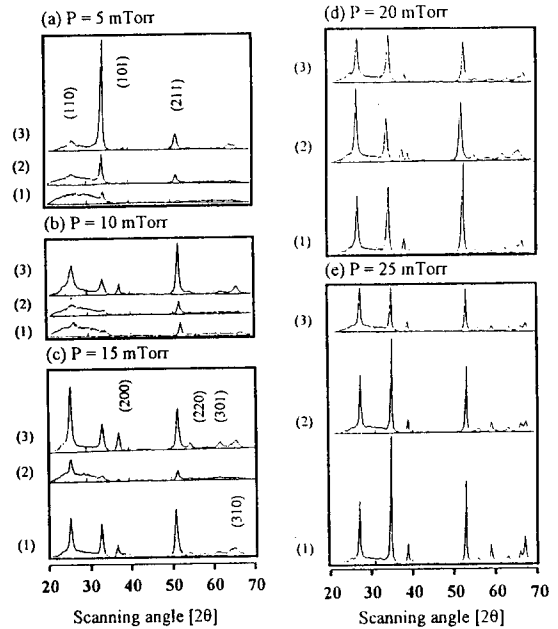 (a) P = 5 mTorr
(110)
(101)
(211)
(3)
(2)
(1)
(b) P = 10 mTorr
(3)
(2)
(1)
(c) P = 15 mTorr
(200)
(220)
(301)
(3)
(2)
(310)
(1)
20 30 40 50 60 70
Scanning angle [2θ]
(d) P = 20 mTorr
(3)
(2)
(1)
(e) P = 25 mTorr
(3)
(2)
(1)
20 30 40 50 60 70
Scanning angle [2θ]